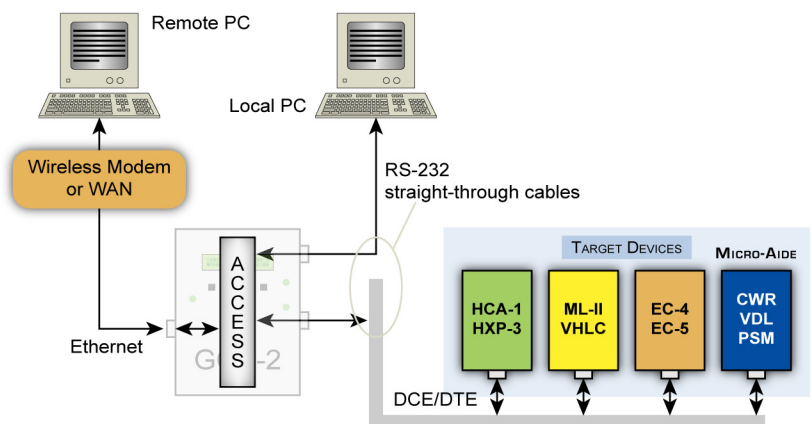 Remote PC
Local PC
Wireless Modem
or WAN
RS-232
straight-through cables
TARGET DEVICES
MICRO-AIDE
ACCESS
HCA-1
HXP-3
ML-II
VHLC
EC-4
EC-5
CWR
VDL
PSM
Ethernet
DCE/DTE